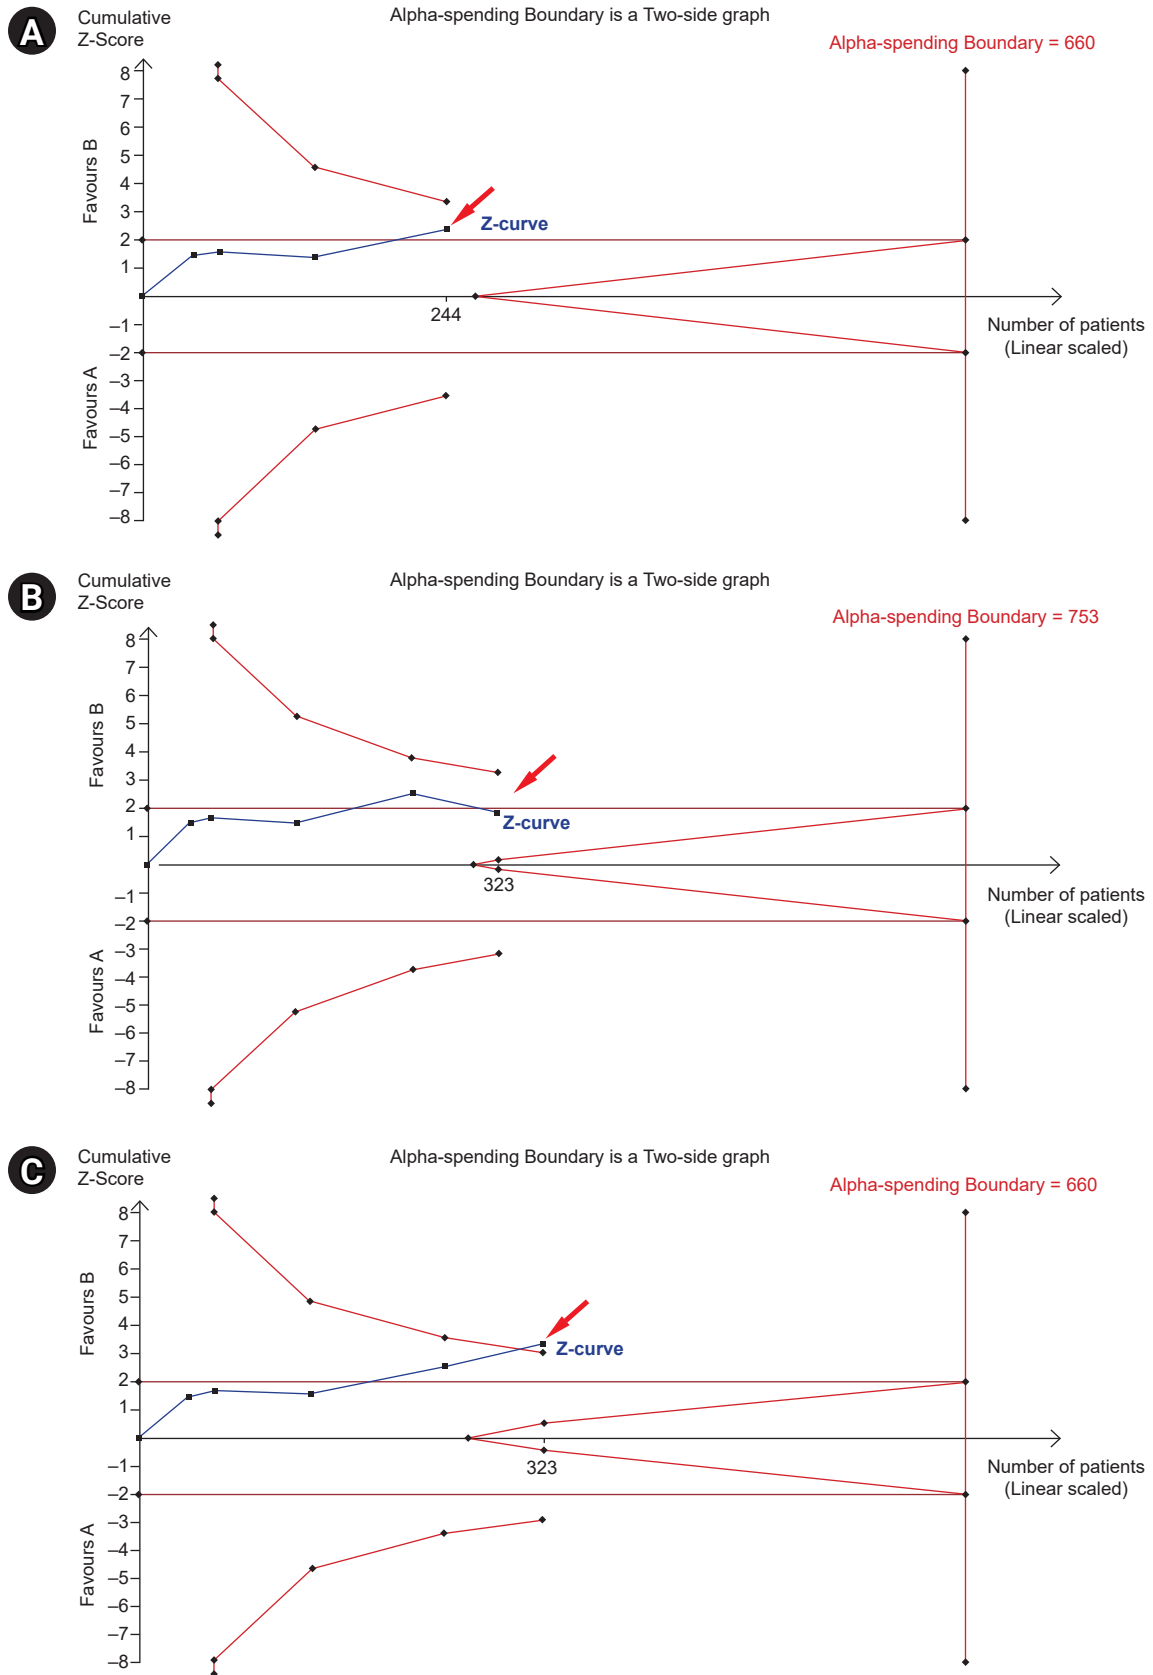 A
Cumulative
Z-Score
Alpha-spending Boundary is a Two-side graph
Alpha-spending Boundary = 660
8
7
6
5
4
3
2
1
–1
–2
–3
–4
–5
–6
–7
–8
Favours B
Favours A
Z-curve
244
Number of patients
(Linear scaled)
B
Cumulative
Z-Score
Alpha-spending Boundary is a Two-side graph
Alpha-spending Boundary = 753
8
7
6
5
4
3
2
1
–1
–2
–3
–4
–5
–6
–7
–8
Favours B
Favours A
Z-curve
323
Number of patients
(Linear scaled)
C
Cumulative
Z-Score
Alpha-spending Boundary is a Two-side graph
Alpha-spending Boundary = 660
8
7
6
5
4
3
2
1
–1
–2
–3
–4
–5
–6
–7
–8
Favours B
Favours A
Z-curve
323
Number of patients
(Linear scaled)